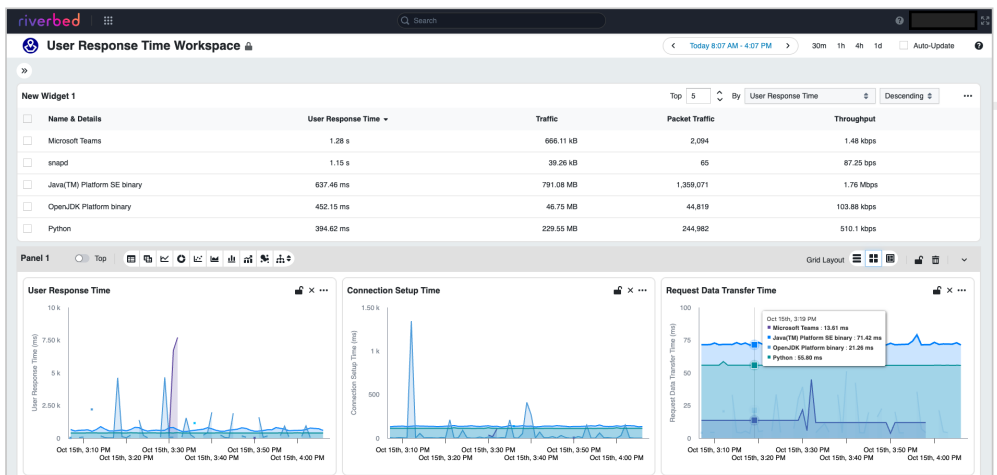 riverbed
Search
User Response Time Workspace
Today 8:07 AM - 4:07 PM 30m 1h 4h 1d Auto-Update
New Widget 1 Top 5 By User Response Time Descending
Name & Details User Response Time Traffic Packet Traffic Throughput
Microsoft Teams 1.28 s 666.11 kB 2,094 1.48 kbps
snapd 1.15 s 39.26 kB 65 87.25 bps
Java(TM) Platform SE binary 637.46 ms 791.08 MB 1,359,071 1.76 Mbps
OpenJDK Platform binary 452.15 ms 46.75 MB 44,819 103.88 kbps
Python 394.62 ms 229.55 MB 244,982 510.1 kbps
Panel 1 Top Grid Layout
User Response Time
10 k
7.50 k
5 k
2.50 k
0
User Response Time (ms)
Oct 15th, 3:10 PM Oct 15th, 3:30 PM Oct 15th, 3:50 PM
Oct 15th, 3:20 PM Oct 15th, 3:40 PM Oct 15th, 4:00 PM
Connection Setup Time
1.50 k
1 k
500
0
Connection Setup Time (ms)
Oct 15th, 3:10 PM Oct 15th, 3:30 PM Oct 15th, 3:50 PM
Oct 15th, 3:20 PM Oct 15th, 3:40 PM Oct 15th, 4:00 PM
Request Data Transfer Time
100
75
50
25
0
Request Data Transfer Time (ms)
Oct 15th, 3:19 PM
Microsoft Teams : 13.61 ms
Java(TM) Platform SE binary : 71.42 ms
OpenJDK Platform binary : 21.26 ms
Python : 55.80 ms
Oct 15th, 3:10 PM Oct 15th, 3:30 PM Oct 15th, 3:50 PM
Oct 15th, 3:20 PM Oct 15th, 3:40 PM Oct 15th, 4:00 PM